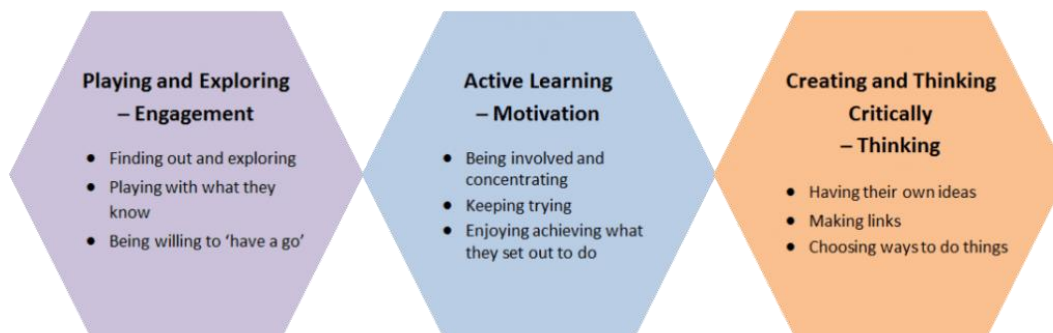 Playing and Exploring
– Engagement
● Finding out and exploring
● Playing with what they
know
● Being willing to ‘have a go’
Active Learning
– Motivation
● Being involved and
concentrating
● Keeping trying
● Enjoying achieving what
they set out to do
Creating and Thinking
Critically
– Thinking
● Having their own ideas
● Making links
● Choosing ways to do things